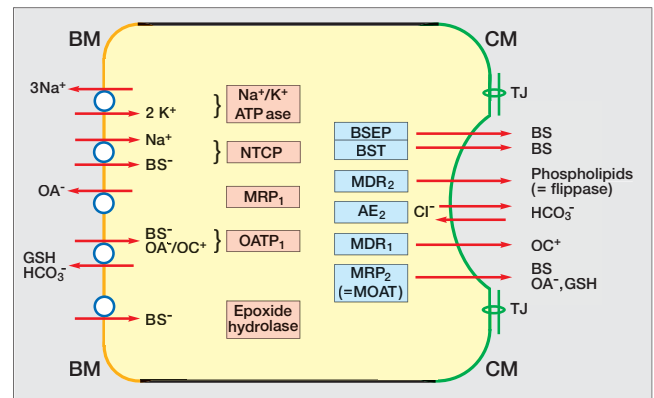 BM
CM
3Na⁺
2 K⁺
Na⁺/K⁺
ATPase
TJ
Na⁺
BS⁻
NTCP
BSEP
BST
BS
BS
OA⁻
MRP₁
MDR₂
Phospholipids
(= flippase)
AE₂
Cl⁻
HCO₃⁻
BS⁻
OA⁻/OC⁺
OATP₁
MDR₁
OC⁺
GSH
HCO₃⁻
MRP₂
(=MOAT)
BS
OA⁻,GSH
BS⁻
Epoxide
hydrolase
TJ
BM
CM